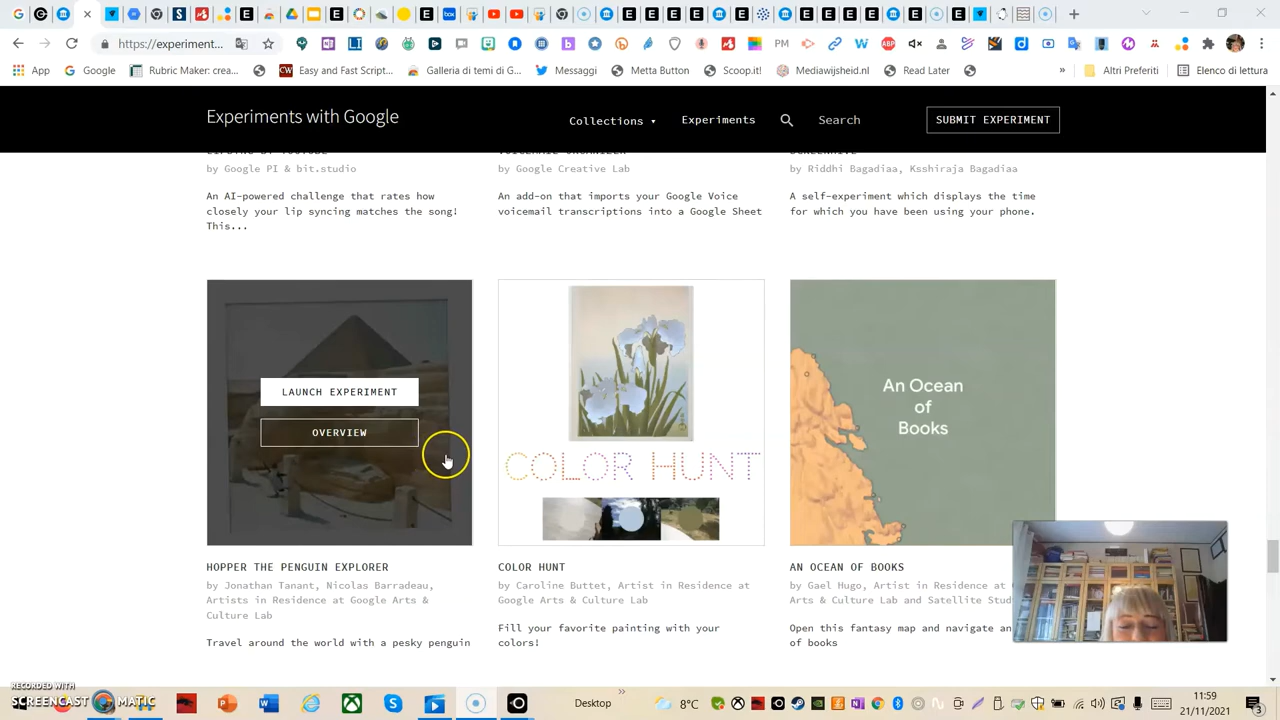 https://experiment...
PM
ABP
App
Google
Rubric Maker: crea...
CW
Easy and Fast Script...
Galleria di temi di G...
Messaggi
Metta Button
Scoop.it!
Mediawijsheid.nl
Read Later
»
Altri Preferiti
Elenco di lettura
Experiments with Google
Collections ▾
Experiments
Search
SUBMIT EXPERIMENT
by Google PI & bit.studio
by Google Creative Lab
by Riddhi Bagadiaa, Ksshiraja Bagadiaa
An AI-powered challenge that rates how
closely your lip syncing matches the song!
This...
An add-on that imports your Google Voice
voicemail transcriptions into a Google Sheet
A self-experiment which displays the time
for which you have been using your phone.
LAUNCH EXPERIMENT
OVERVIEW
COLOR HUNT
An Ocean
of
Books
HOPPER THE PENGUIN EXPLORER
by Jonathan Tanant, Nicolas Barradeau,
Artists in Residence at Google Arts &
Culture Lab
Travel around the world with a pesky penguin
COLOR HUNT
by Caroline Buttet, Artist in Residence at
Google Arts & Culture Lab
Fill your favorite painting with your
colors!
AN OCEAN OF BOOKS
by Gael Hugo, Artist in Residence at
Arts & Culture Lab and Satellite
Open this fantasy map and navigate
of books
RECORDED WITH
SCREENCAST MATIC
Desktop
»
8°C
11:59
21/11/2021
3